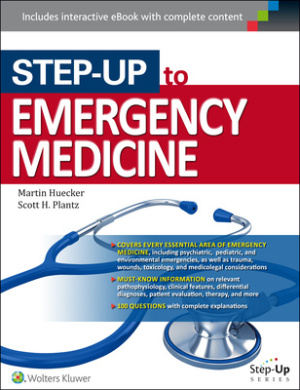 Includes interactive eBook with complete content
STEP-UP to
EMERGENCY
MEDICINE
Martin Huecker
Scott H. Plantz
COVERS EVERY ESSENTIAL AREA OF EMERGENCY
MEDICINE, including psychiatric, pediatric, and
environmental emergencies, as well as trauma,
wounds, toxicology, and medicolegal considerations
MUST-KNOW INFORMATION on relevant
pathophysiology, clinical features, differential
diagnoses, patient evaluation, therapy, and more
100 QUESTIONS with complete explanations
Wolters Kluwer
Step-Up
SERIES